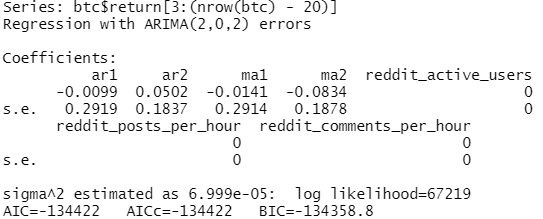 Series: btc$return[3:(nrow(btc) - 20)]
Regression with ARIMA(2,0,2) errors
Coefficients:
ar1 ar2 ma1 ma2 reddit_active_users
-0.0099 0.0502 -0.0141 -0.0834 0
s.e. 0.2919 0.1837 0.2914 0.1878 0
reddit_posts_per_hour reddit_comments_per_hour
0 0
s.e. 0 0
sigma^2 estimated as 6.999e-05: log likelihood=67219
AIC=-134422 AICc=-134422 BIC=-134358.8